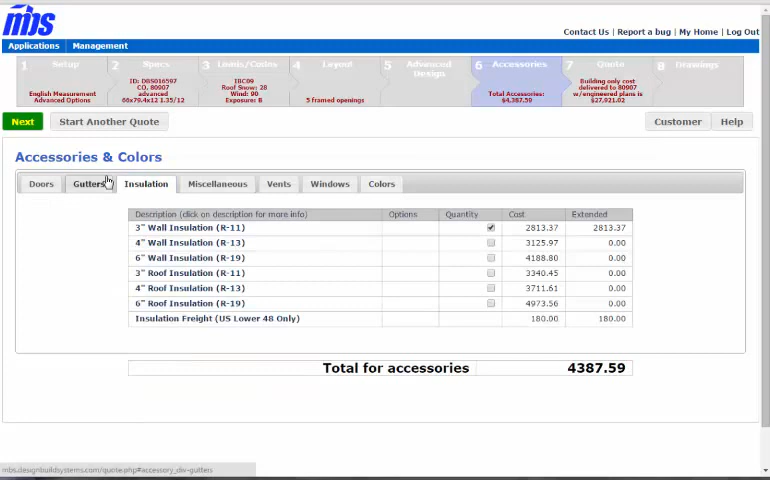 mbs
Contact Us | Report a bug | My Home | Log Out
Applications Management
1 Setup
English Measurement
Advanced Options
2 Specs
ID: DBS016597
CO, 80907
advanced
60x79.4x12 1.35/12
3 Loads/Codes
IBC09
Roof Snow: 28
Wind: 90
Exposure: B
4 Layout
5 framed openings
5 Advanced
Design
6 Accessories
Total Accessories:
$4,387.59
7 Quote
Building only cost
delivered to 80907
w/engineered plans is
$27,921.02
8 Drawings
Next Start Another Quote Customer Help
Accessories & Colors
Doors Gutters Insulation Miscellaneous Vents Windows Colors
Description (click on description for more info) Options Quantity Cost Extended
3" Wall Insulation (R-11) 2813.37 2813.37
4" Wall Insulation (R-13) 3125.97 0.00
6" Wall Insulation (R-19) 4188.80 0.00
3" Roof Insulation (R-11) 3340.45 0.00
4" Roof Insulation (R-13) 3711.61 0.00
6" Roof Insulation (R-19) 4973.56 0.00
Insulation Freight (US Lower 48 Only) 180.00 180.00
Total for accessories 4387.59
mbs.designbuildsystems.com/quote.php#accessory_div-gutters